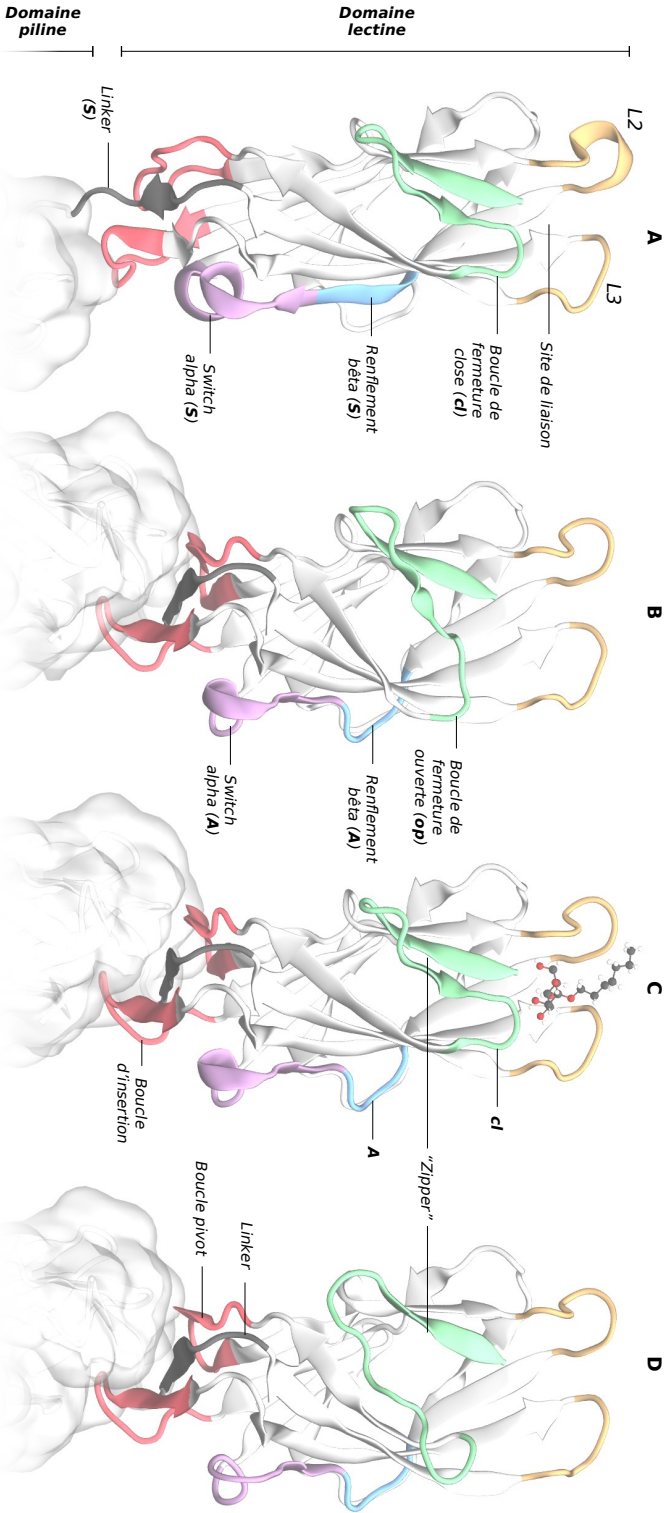 Domaine
piline
Domaine
lectine
A
L2
L3
Site de liaison
Boucle de
fermeture
close (cl)
Renflement
bêta (S)
Switch
alpha (S)
Linker
(S)
B
Boucle de
fermeture
ouverte (op)
Renflement
bêta (A)
Switch
alpha (A)
C
cl
"Zipper"
A
Boucle
d'insertion
D
Linker
Boucle pivot